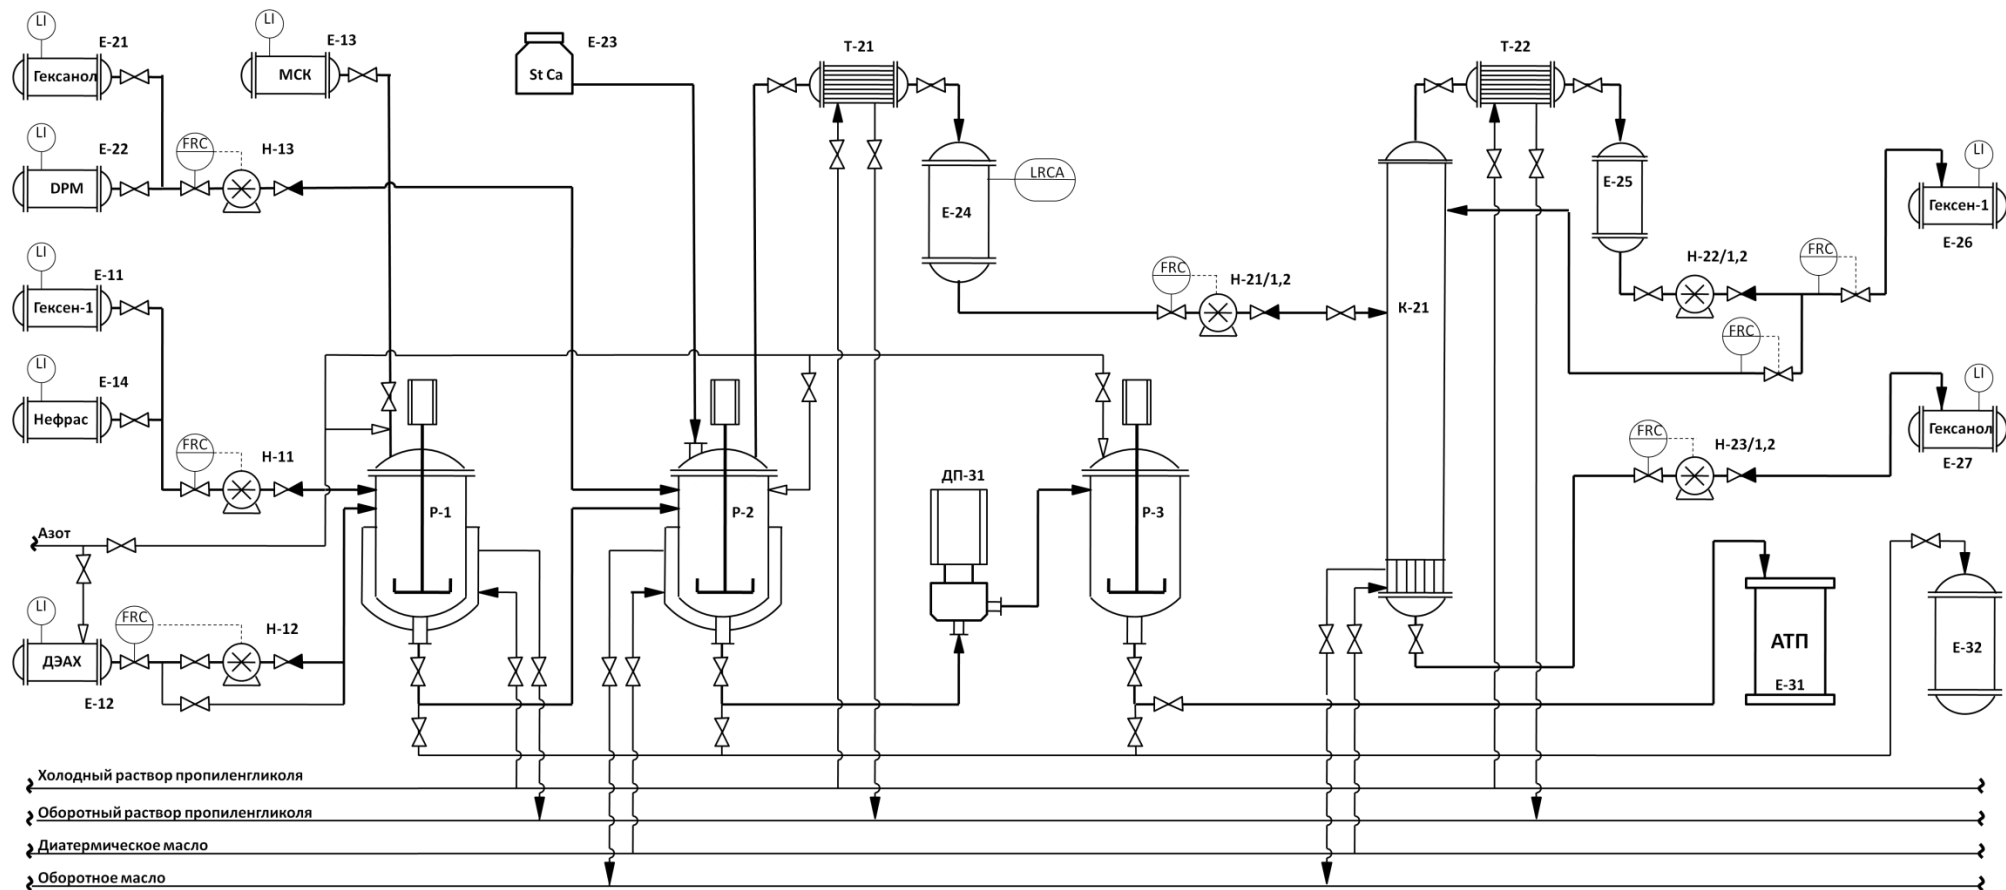 LI
E-21
Гексанол
LI
E-13
МСК
E-23
St Ca
T-21
T-22
LI
E-22
DPM
FRC
H-13
LRCA
E-24
E-25
LI
Гексен-1
E-26
LI
E-11
Гексен-1
FRC
H-21/1,2
K-21
H-22/1,2
FRC
FRC
LI
E-14
Нефрас
FRC
H-11
P-1
P-2
ДП-31
P-3
FRC
H-23/1,2
LI
Гексанол
E-27
Азот
LI
ДЭАХ
E-12
FRC
H-12
АТП
E-31
E-32
Холодный раствор пропиленгликоля
Оборотный раствор пропиленгликоля
Диатермическое масло
Оборотное масло